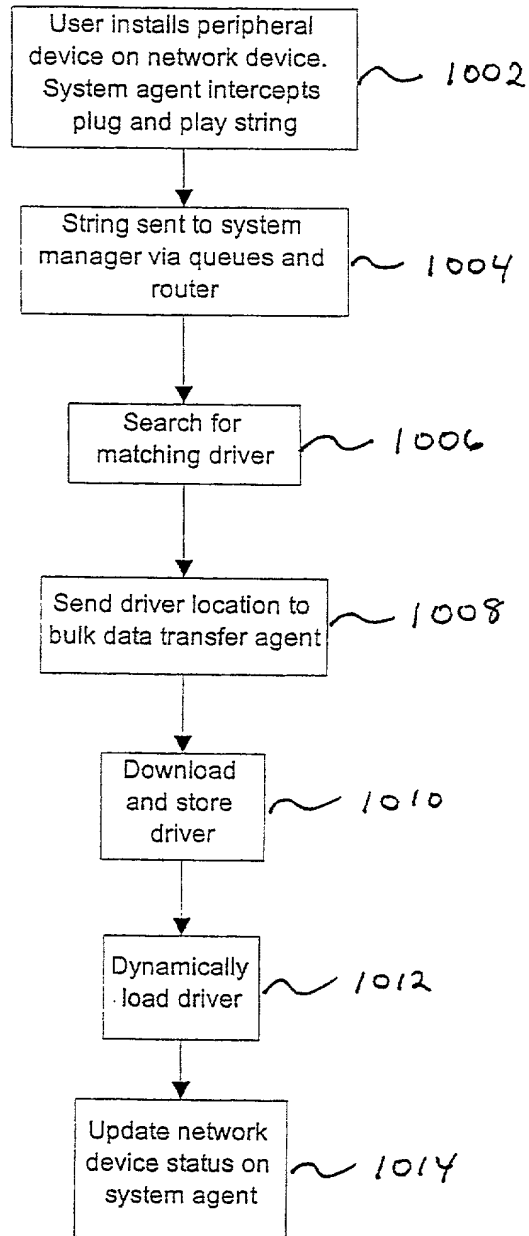 User installs peripheral
device on network device.
System agent intercepts
plug and play string
1002
String sent to system
manager via queues and
router
1004
Search for
matching driver
1006
Send driver location to
bulk data transfer agent
1008
Download
and store
driver
1010
Dynamically
load driver
1012
Update network
device status on
system agent
1014